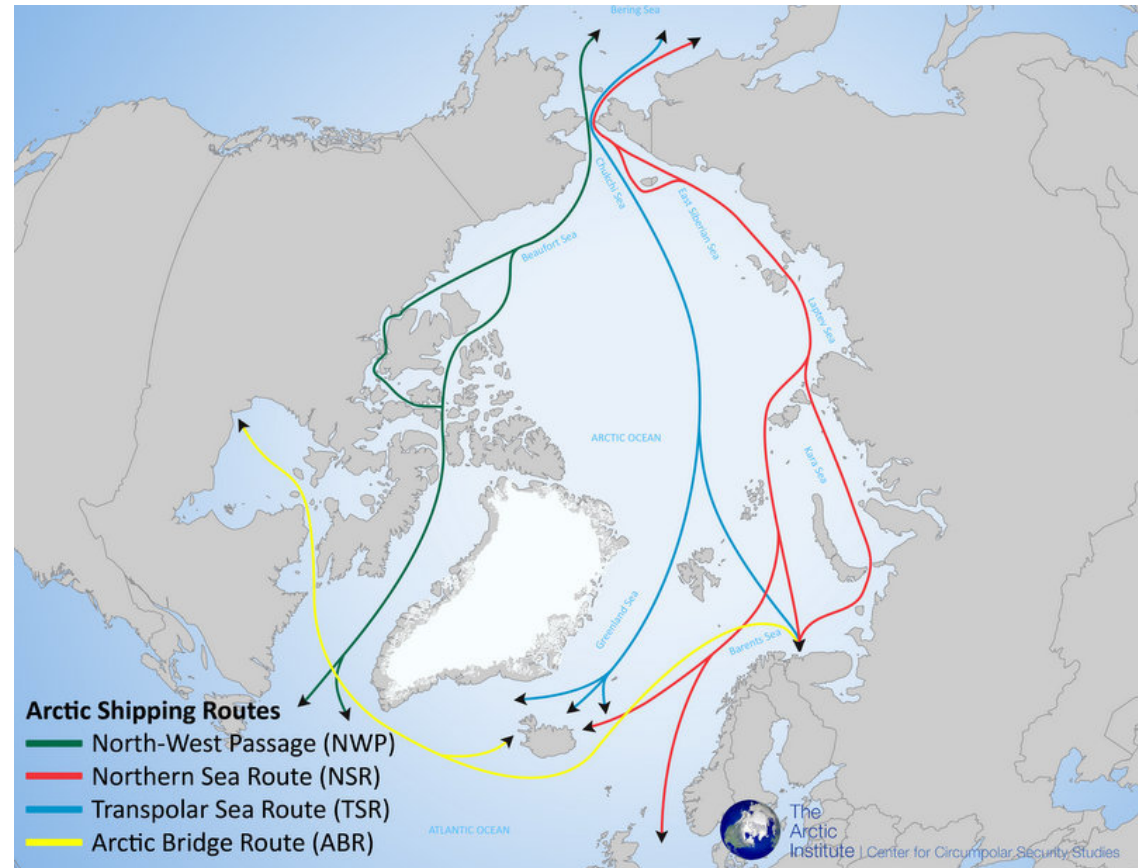 Bering Sea
Chukchi Sea
East Siberian Sea
Beaufort Sea
Laptev Sea
ARCTIC OCEAN
Kara Sea
Greenland Sea
Barents Sea
Arctic Shipping Routes
North-West Passage (NWP)
Northern Sea Route (NSR)
Transpolar Sea Route (TSR)
Arctic Bridge Route (ABR)
ATLANTIC OCEAN
The
Arctic
Institute | Center for Circumpolar Security Studies